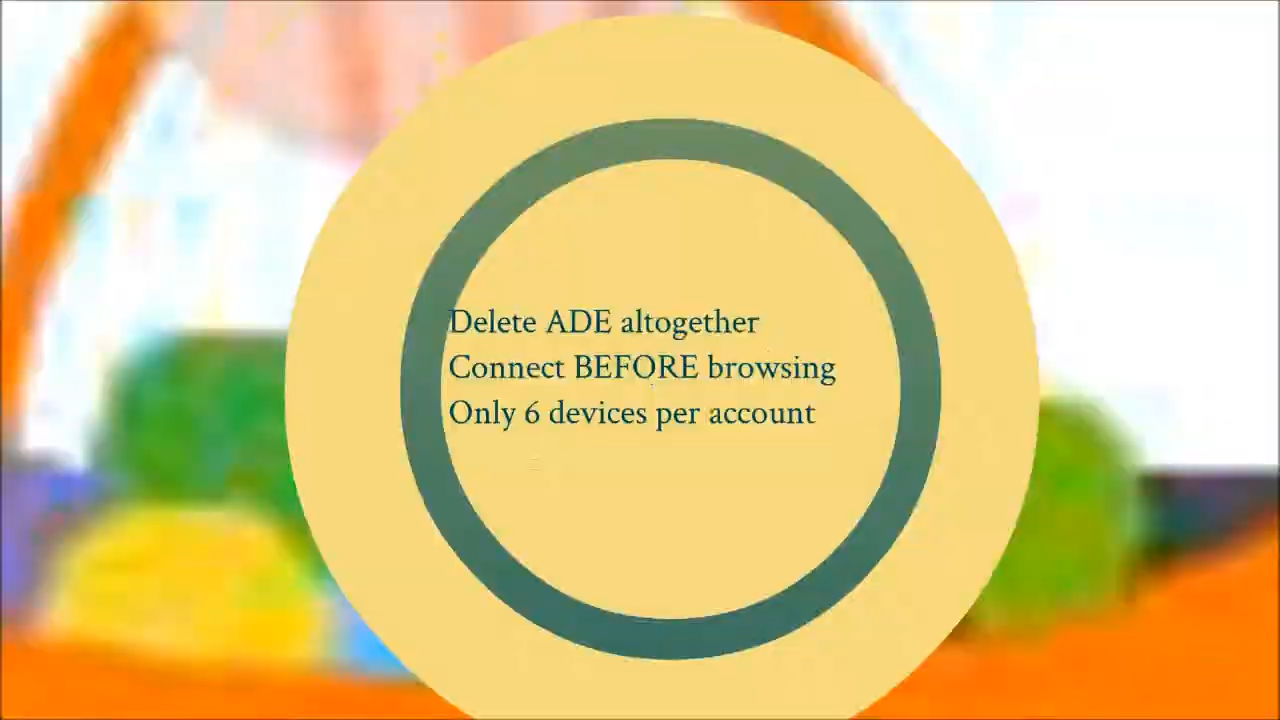 Delete ADE altogether
Connect BEFORE browsing
Only 6 devices per account